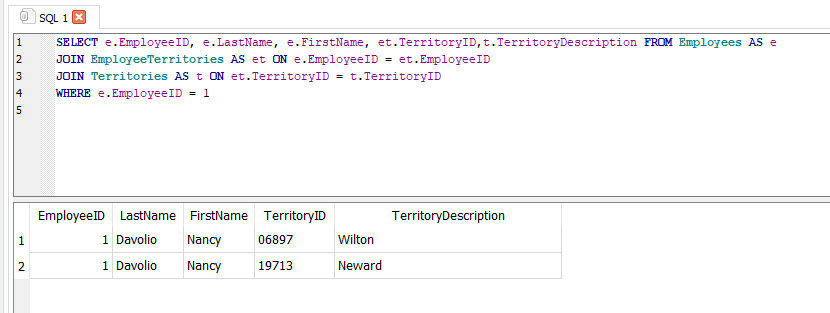 SQL 1
1 SELECT e.EmployeeID, e.LastName, e.FirstName, et.TerritoryID,t.TerritoryDescription FROM Employees AS e
2 JOIN EmployeeTerritories AS et ON e.EmployeeID = et.EmployeeID
3 JOIN Territories AS t ON et.TerritoryID = t.TerritoryID
4 WHERE e.EmployeeID = 1
5
EmployeeID LastName FirstName TerritoryID TerritoryDescription
1 1 Davolio Nancy 06897 Wilton
2 1 Davolio Nancy 19713 Neward